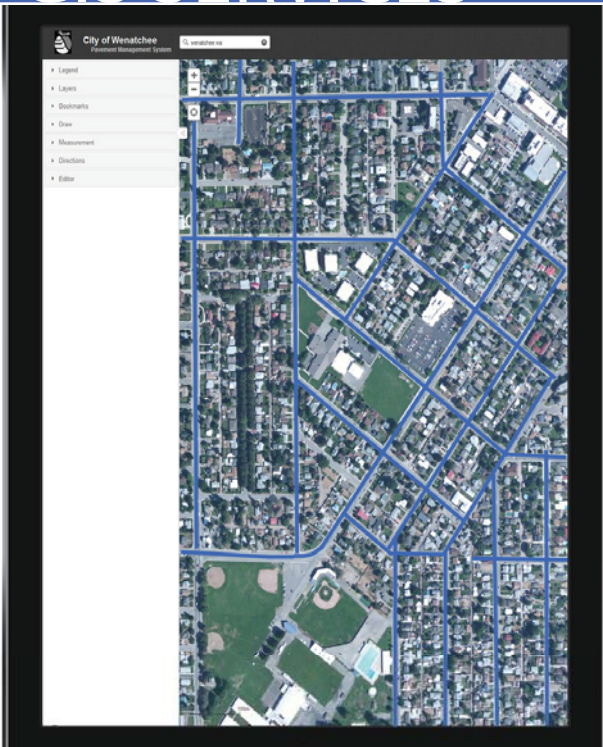 City of Wenatchee
Pavement Management System
wenatchee wa
Legend
Layers
Bookmarks
Draw
Measurement
Directions
Editor